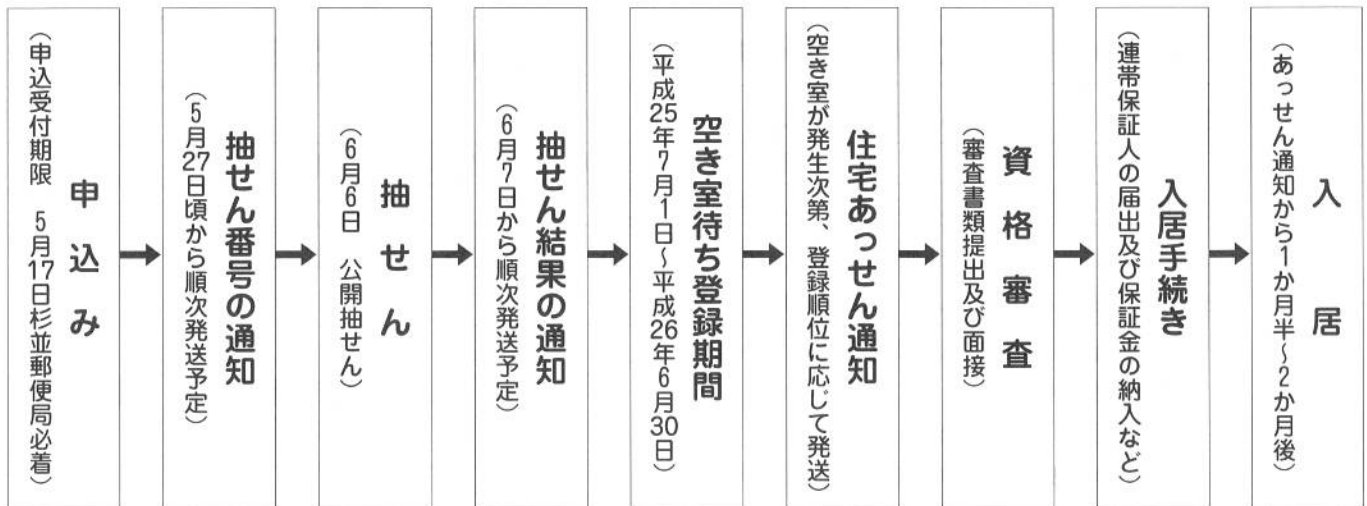 申込み
（申込受付期限　5月17日杉並郵便局必着）
抽せん番号の通知
（5月27日頃から順次発送予定）
抽せん
（6月6日　公開抽せん）
抽せん結果の通知
（6月7日から順次発送予定）
空き室待ち登録期間
（平成25年7月1日～平成26年6月30日）
住宅あっせん通知
（空き室が発生次第、登録順位に応じて発送）
資格審査
（審査書類提出及び面接）
入居手続き
（連帯保証人の届出及び保証金の納入など）
入居
（あっせん通知から1か月半～2か月後）